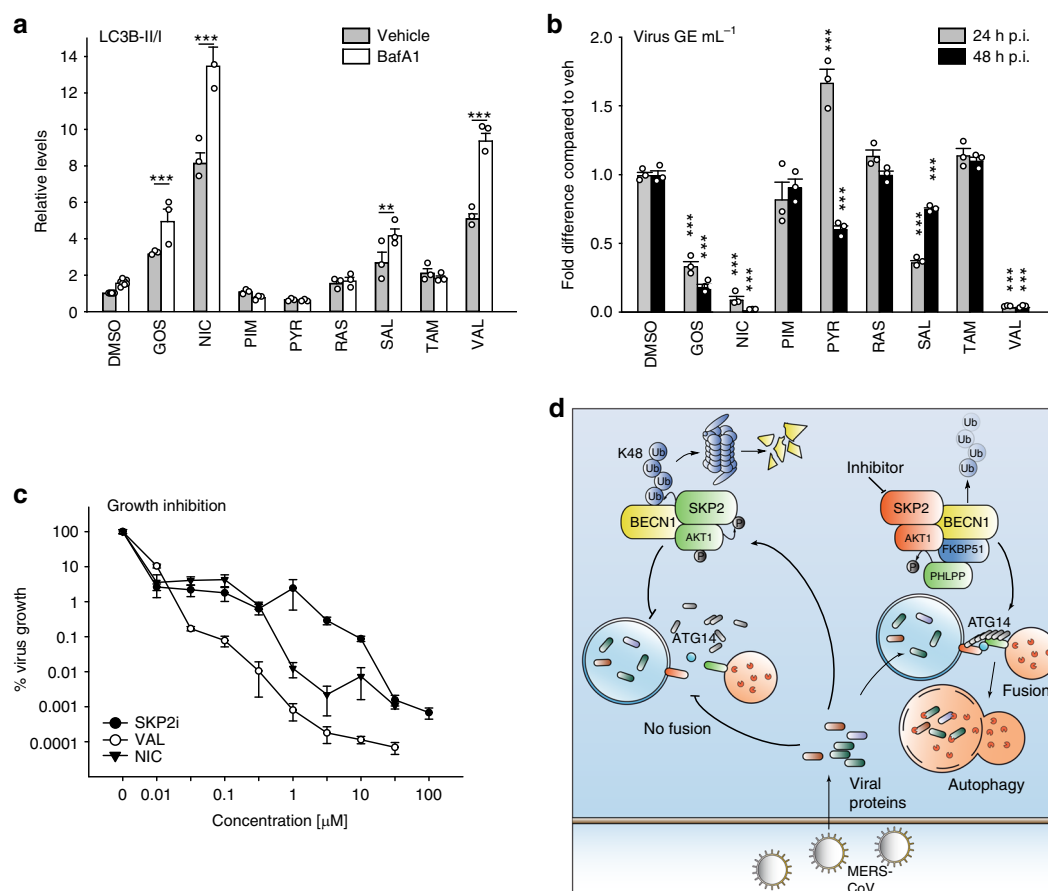 a
LC3B-II/I
Vehicle
BafA1
Relative levels
14
12
10
8
6
4
2
0
***
***
**
***
DMSO
GOS
NIC
PIM
PYR
RAS
SAL
TAM
VAL
b
Virus GE mL⁻¹
24 h p.i.
48 h p.i.
Fold difference compared to veh
2.0
1.5
1.0
0.5
0.0
***
***
***
***
***
***
***
***
***
***
DMSO
GOS
NIC
PIM
PYR
RAS
SAL
TAM
VAL
c
Growth inhibition
% virus growth
100
10
1
0.1
0.01
0.001
0.0001
SKP2i
VAL
NIC
0
0.01
0.1
1
10
100
Concentration [µM]
d
K48
Ub
Ub
Ub
Ub
BECN1
SKP2
AKT1
P
P
ATG14
No fusion
Ub
Ub
Ub
Inhibitor
SKP2
BECN1
AKT1
FKBP51
P
PHLPP
ATG14
Fusion
Autophagy
Viral
proteins
MERS-
CoV